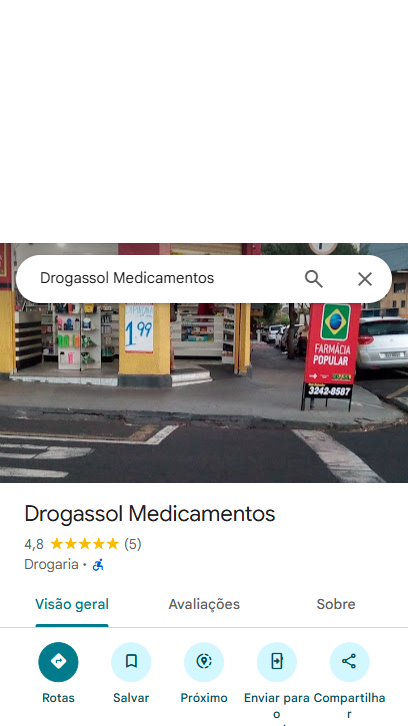 Drogassol Medicamentos
1,99
FARMÁCIA
POPULAR
3242-8587
Drogassol Medicamentos
4,8 ★★★★★ (5)
Drogaria ·
Visão geral Avaliações Sobre
Rotas Salvar Próximo Enviar para o Compartilhar